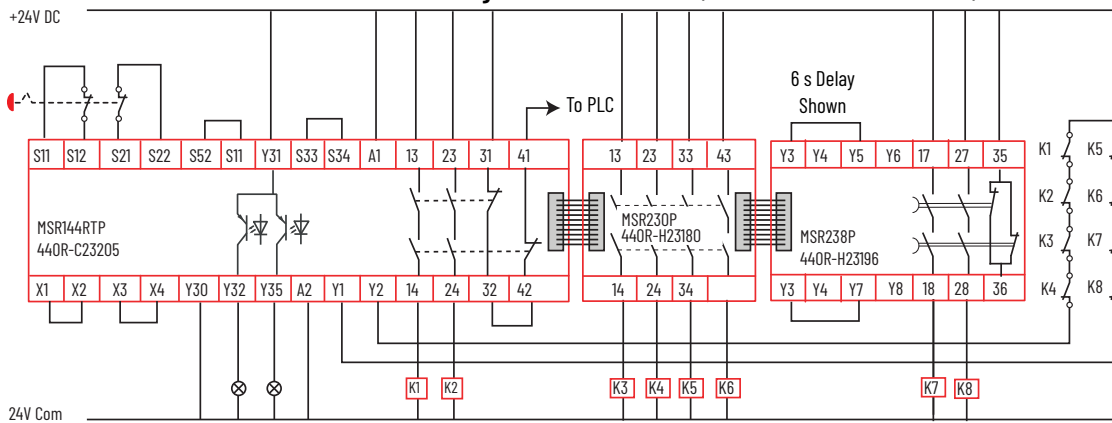 +24V DC
6 s Delay
Shown
To PLC
S11 S12 S21 S22 S52 S11 Y31 S33 S34 A1 13 23 31 41
13 23 33 43
Y3 Y4 Y5 Y6 17 27 35
K1 K5
K2 K6
K3 K7
K4 K8
MSR144RTP
440R-C23205
MSR230P
440R-H23180
MSR238P
440R-H23196
X1 X2 X3 X4 Y30 Y32 Y35 A2 Y1 Y2 14 24 32 42
14 24 34
Y3 Y4 Y7 Y8 18 28 36
K1 K2 K3 K4 K5 K6 K7 K8
24V Com